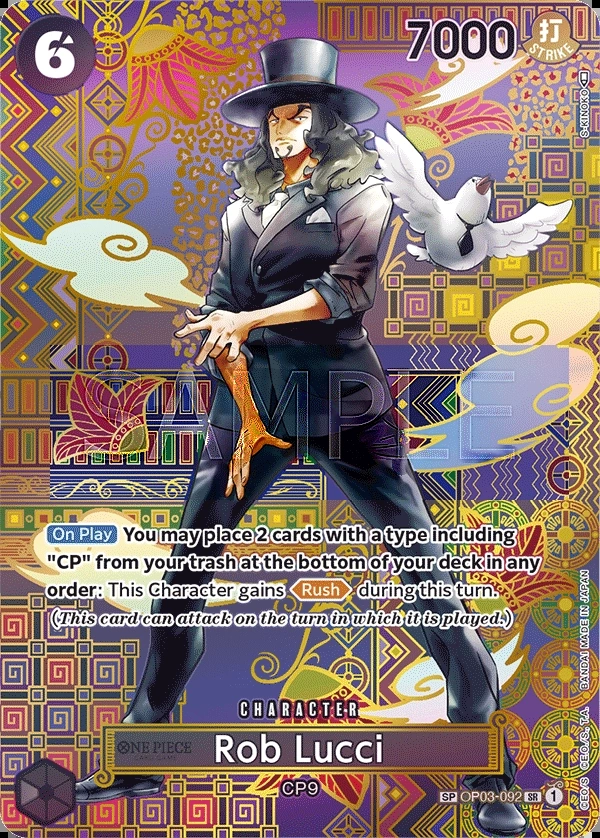 6
7000
打
STRIKE
S-KINOKO
SAMPLE
On Play You may place 2 cards with a type including
"CP" from your trash at the bottom of your deck in any
order: This Character gains Rush during this turn.
(This card can attack on the turn in which it is played.)
CHARACTER
ONE PIECE
CARD GAME
Rob Lucci
CP9
SP OP03-092 SR 1
©E.O/S. ©E.O./S., T.A. BANDAI MADE IN JAPAN